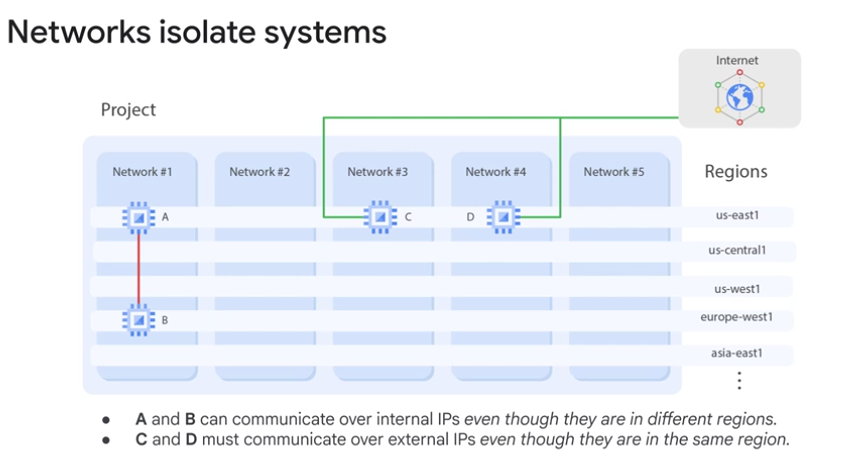 Networks isolate systems
Internet
Project
Network #1 Network #2 Network #3 Network #4 Network #5 Regions
A C D us-east1
us-central1
us-west1
B europe-west1
asia-east1
• A and B can communicate over internal IPs even though they are in different regions.
• C and D must communicate over external IPs even though they are in the same region.